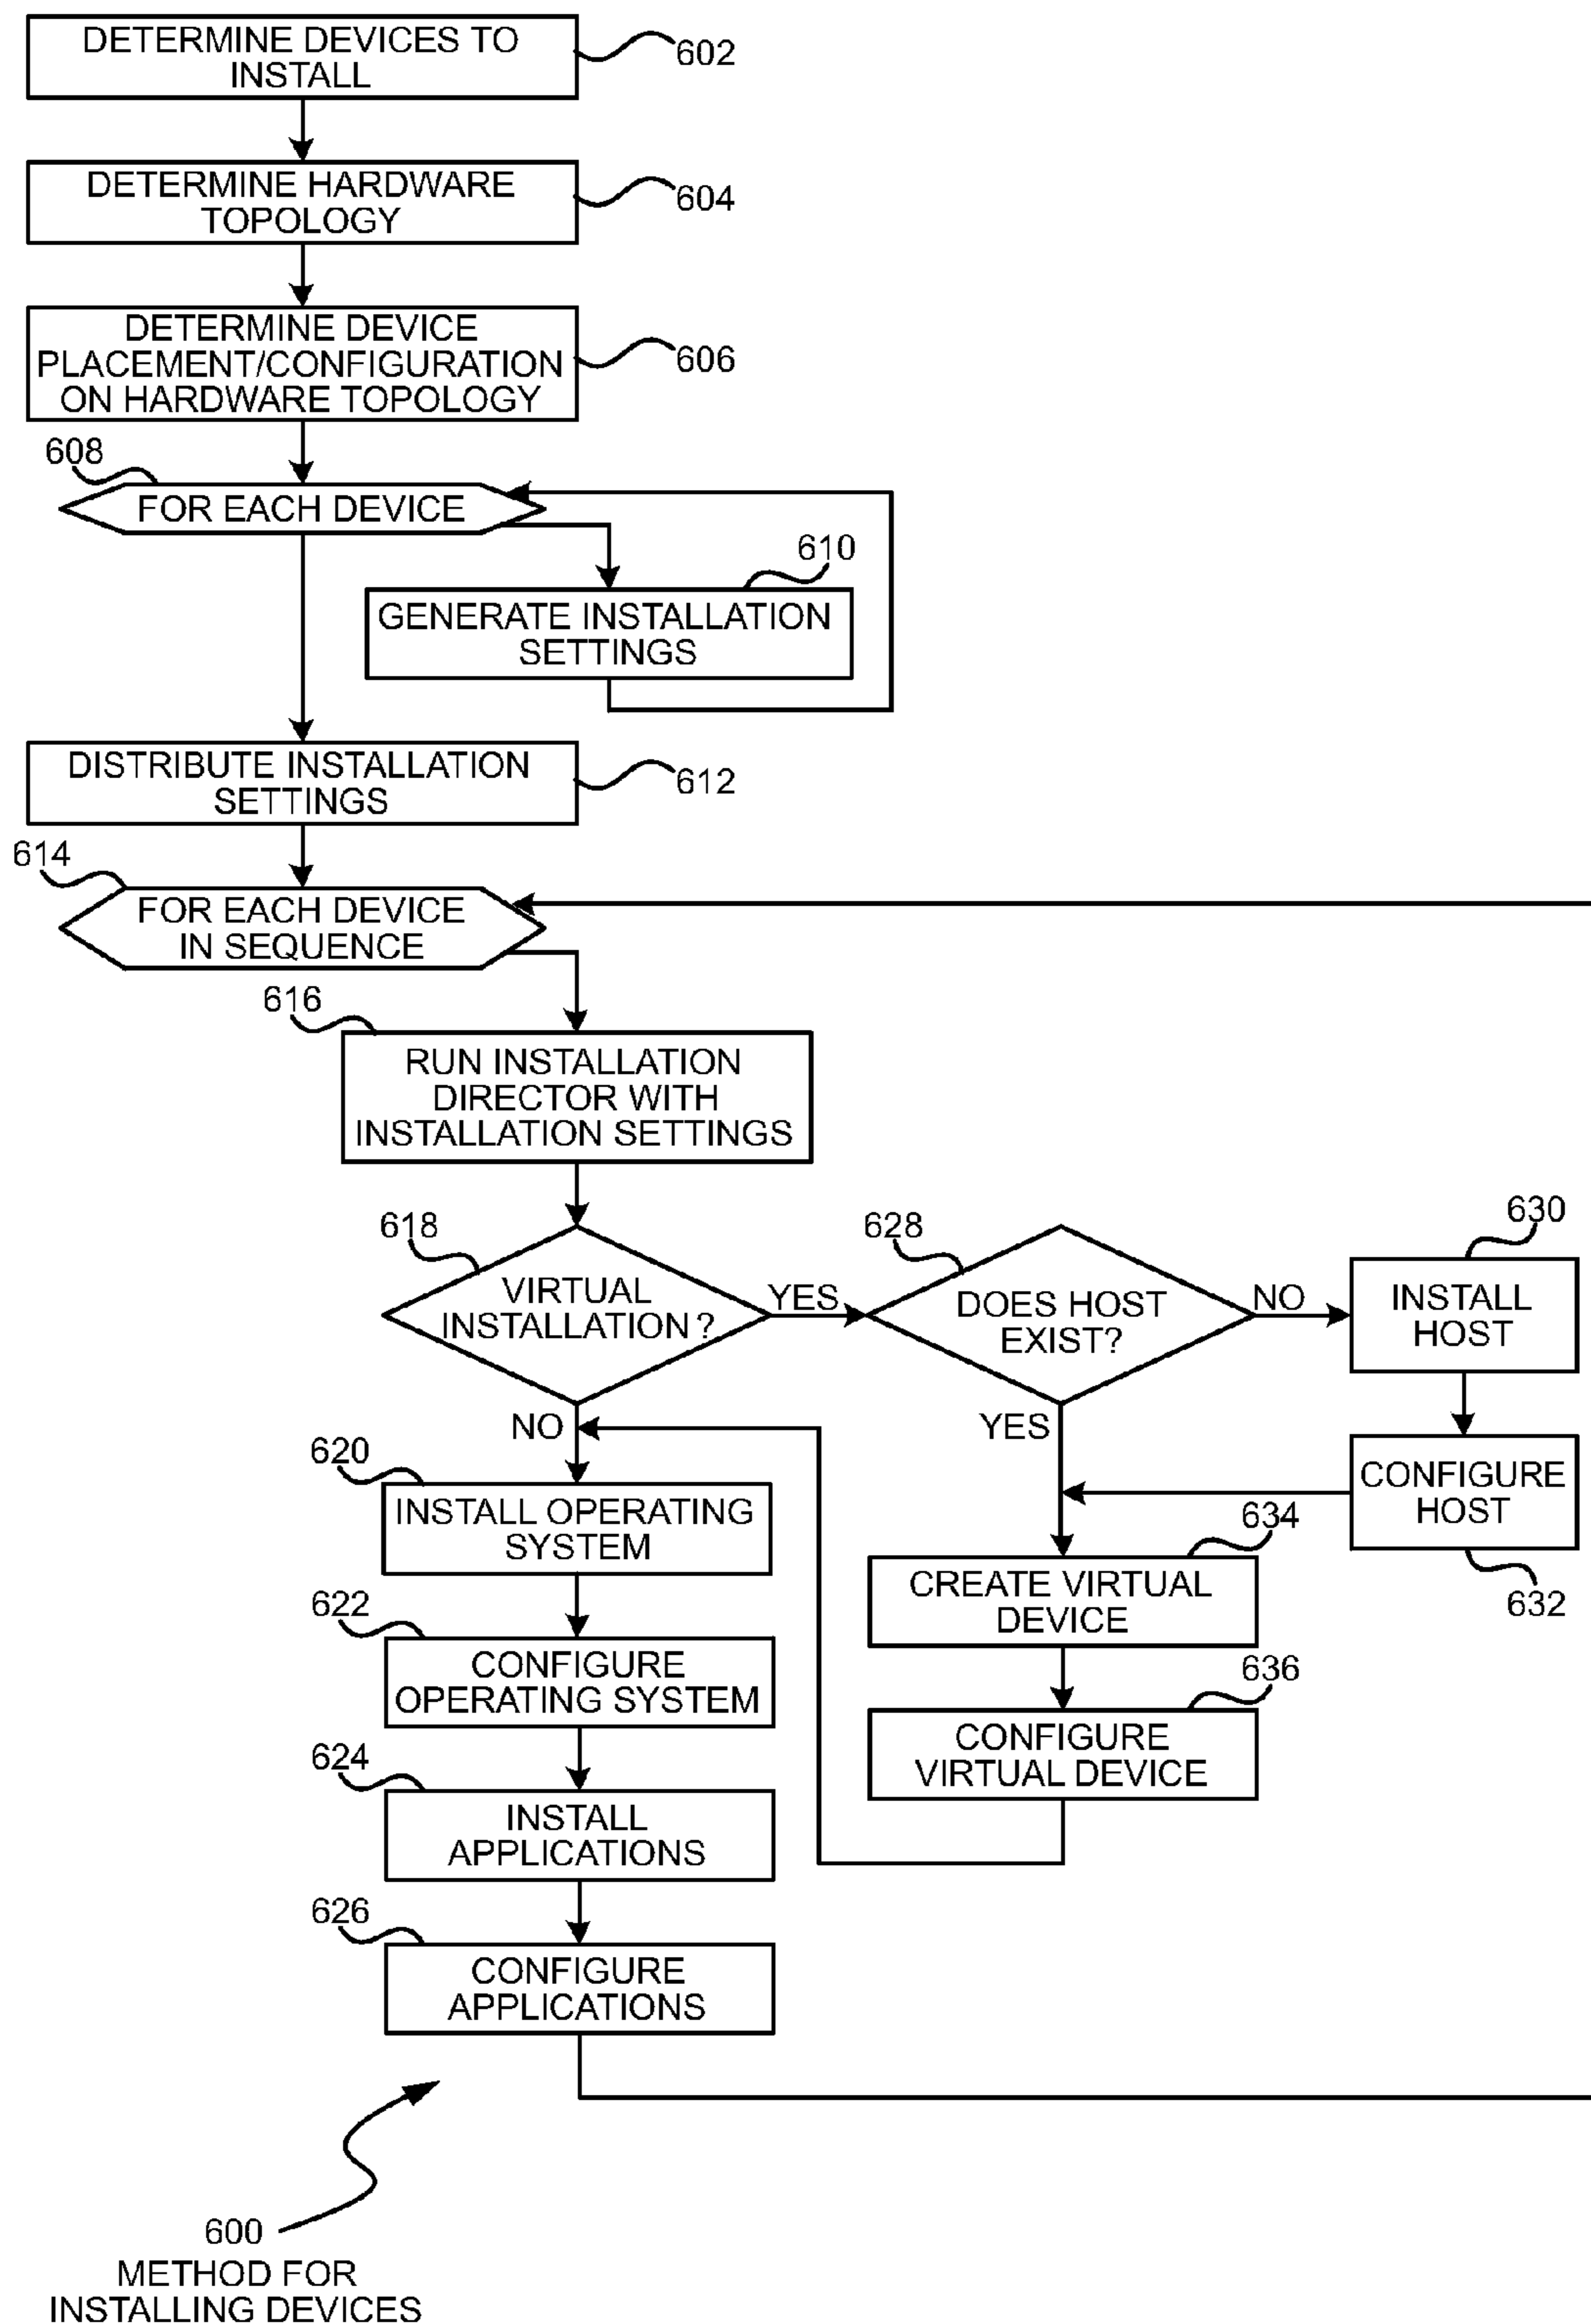 DETERMINE DEVICES TO
INSTALL
602
DETERMINE HARDWARE
TOPOLOGY
604
DETERMINE DEVICE
PLACEMENT/CONFIGURATION
ON HARDWARE TOPOLOGY
606
608
FOR EACH DEVICE
610
GENERATE INSTALLATION
SETTINGS
DISTRIBUTE INSTALLATION
SETTINGS
612
614
FOR EACH DEVICE
IN SEQUENCE
616
RUN INSTALLATION
DIRECTOR WITH
INSTALLATION SETTINGS
618
VIRTUAL
INSTALLATION?
YES
628
DOES HOST
EXIST?
NO
630
INSTALL
HOST
NO
YES
620
INSTALL OPERATING
SYSTEM
CONFIGURE
HOST
632
634
CREATE VIRTUAL
DEVICE
622
CONFIGURE
OPERATING SYSTEM
636
CONFIGURE
VIRTUAL DEVICE
624
INSTALL
APPLICATIONS
626
CONFIGURE
APPLICATIONS
600
METHOD FOR
INSTALLING DEVICES